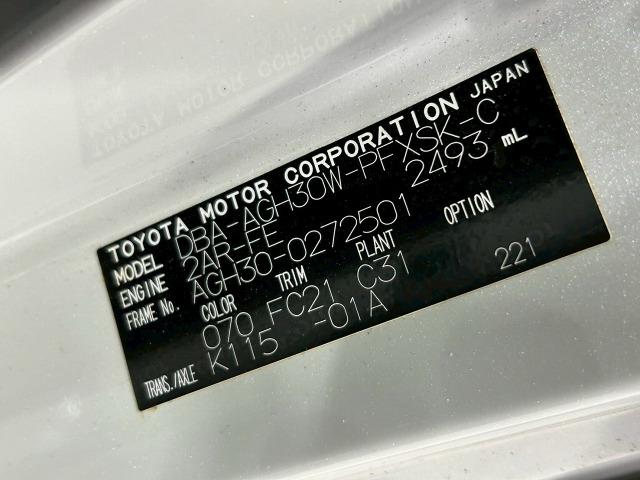 TOYOTA MOTOR CORPORATION JAPAN
MODEL DBA-AGH30W-PFXSK-C
ENGINE 2AR-FE 2493 mL
FRAME No. AGH30-0272501
COLOR TRIM PLANT OPTION
070 FC21 C31 221
TRANS./AXLE K115 -01A